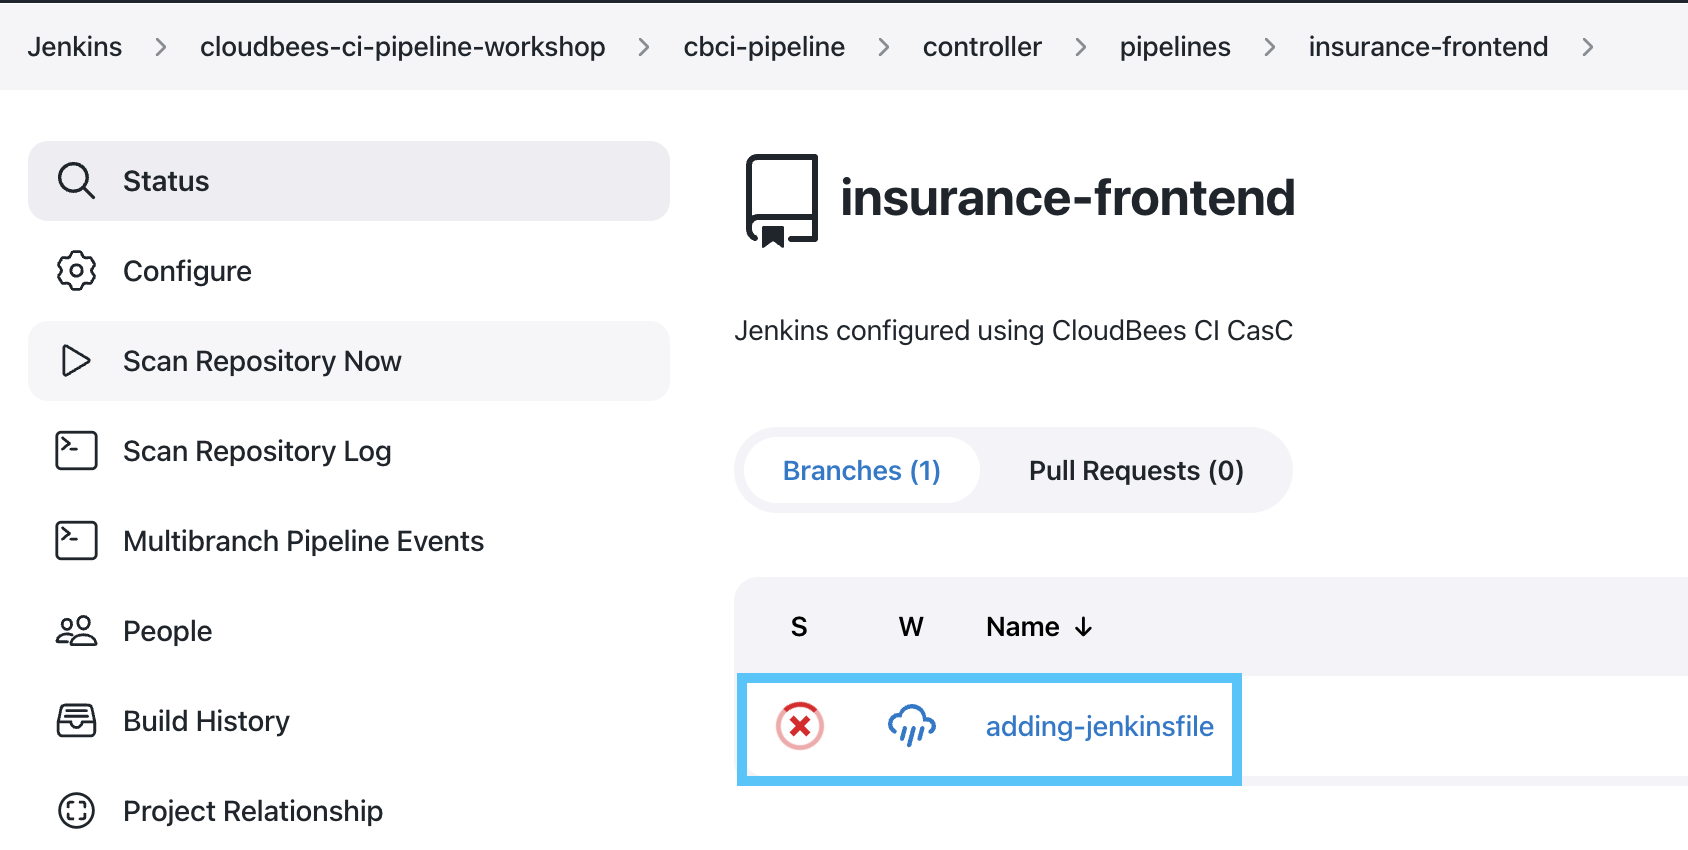 Jenkins > cloudbees-ci-pipeline-workshop > cbci-pipeline > controller > pipelines > insurance-frontend >
Status
Configure
Scan Repository Now
Scan Repository Log
Multibranch Pipeline Events
People
Build History
Project Relationship
insurance-frontend
Jenkins configured using CloudBees CI CasC
Branches (1) Pull Requests (0)
S W Name ↓
adding-jenkinsfile